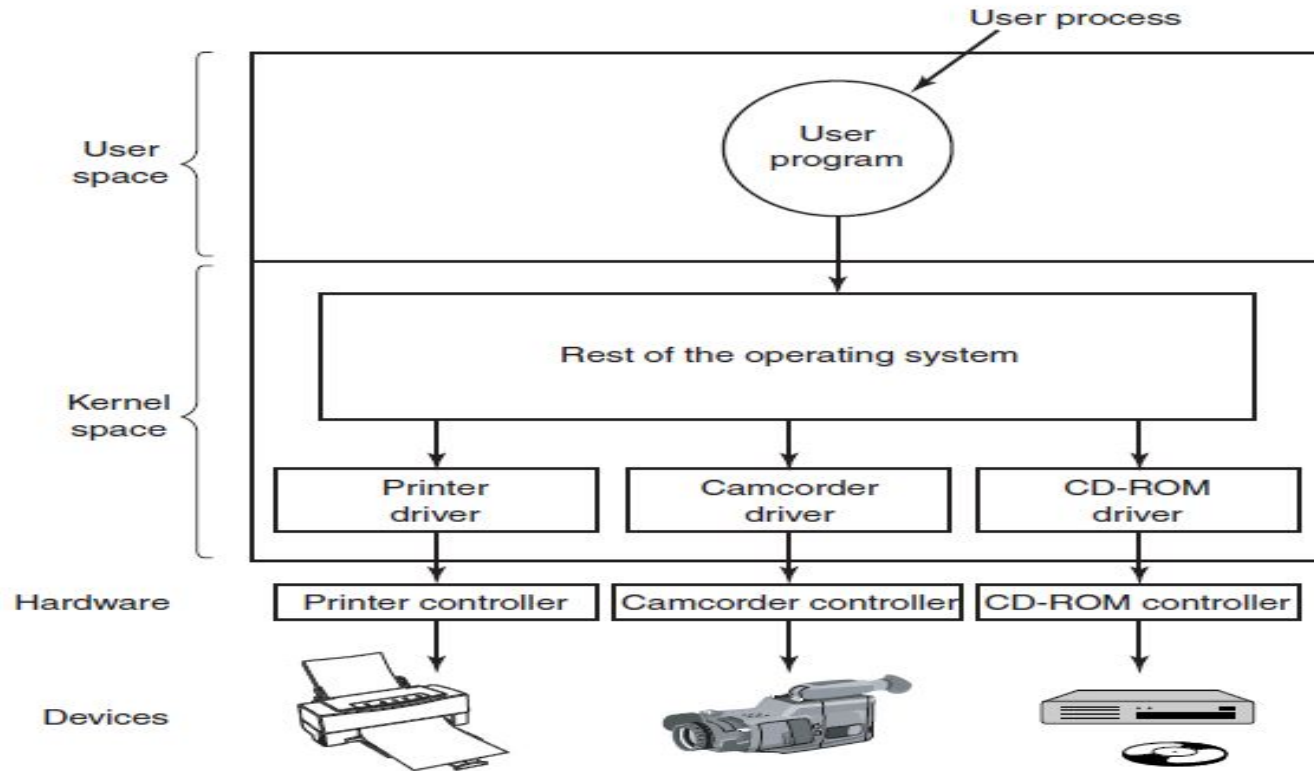 User process
User
space
User
program
Kernel
space
Rest of the operating system
Printer
driver
Camcorder
driver
CD-ROM
driver
Hardware
Printer controller
Camcorder controller
CD-ROM controller
Devices